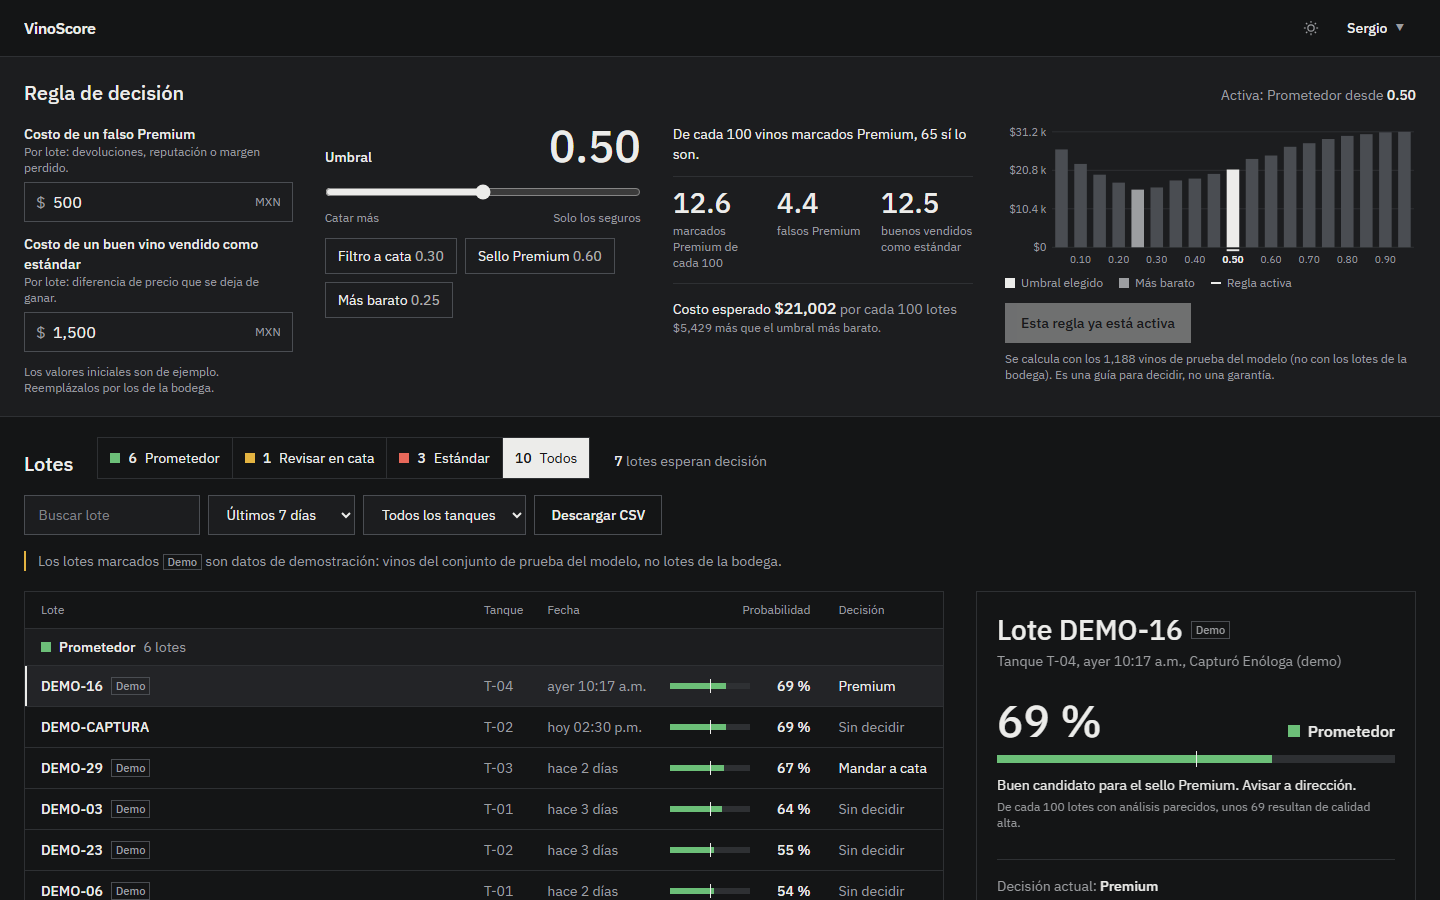 VinoScore
Sergio ▼
Regla de decisión
Activa: Prometedor desde 0.50
Costo de un falso Premium
Por lote: devoluciones, reputación o margen
perdido.
$ 500 MXN
Costo de un buen vino vendido como
estándar
Por lote: diferencia de precio que se deja de
ganar.
$ 1,500 MXN
Los valores iniciales son de ejemplo.
Reemplázalos por los de la bodega.
Umbral 0.50
Catar más Solo los seguros
Filtro a cata 0.30 Sello Premium 0.60
Más barato 0.25
De cada 100 vinos marcados Premium, 65 sí lo
son.
12.6 4.4 12.5
marcados falsos Premium buenos vendidos
Premium de como estándar
cada 100
Costo esperado $21,002 por cada 100 lotes
$5,429 más que el umbral más barato.
$31.2 k
$20.8 k
$10.4 k
$0
0.10 0.20 0.30 0.40 0.50 0.60 0.70 0.80 0.90
Umbral elegido Más barato Regla activa
Esta regla ya está activa
Se calcula con los 1,188 vinos de prueba del modelo (no con los lotes de la
bodega). Es una guía para decidir, no una garantía.
Lotes 6 Prometedor 1 Revisar en cata 3 Estándar 10 Todos 7 lotes esperan decisión
Buscar lote Últimos 7 días Todos los tanques Descargar CSV
Los lotes marcados Demo son datos de demostración: vinos del conjunto de prueba del modelo, no lotes de la bodega.
Lote Tanque Fecha Probabilidad Decisión
Prometedor 6 lotes
DEMO-16 Demo T-04 ayer 10:17 a.m. 69 % Premium
DEMO-CAPTURA T-02 hoy 02:30 p.m. 69 % Sin decidir
DEMO-29 Demo T-03 hace 2 días 67 % Mandar a cata
DEMO-03 Demo T-01 hace 3 días 64 % Sin decidir
DEMO-23 Demo T-02 hace 3 días 55 % Sin decidir
DEMO-06 Demo T-01 hace 2 días 54 % Sin decidir
Lote DEMO-16 Demo
Tanque T-04, ayer 10:17 a.m., Capturó Enóloga (demo)
69 % Prometedor
Buen candidato para el sello Premium. Avisar a dirección.
De cada 100 lotes con análisis parecidos, unos 69 resultan de calidad
alta.
Decisión actual: Premium